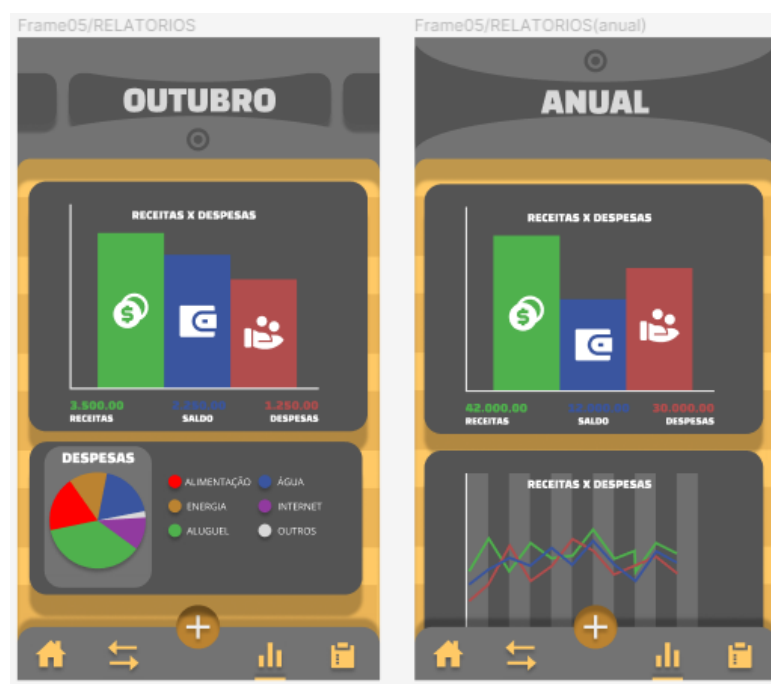 Frame05/RELATORIOS
OUTUBRO
RECEITAS X DESPESAS
3.500.00
1.250.00
RECEITAS
SALDO
DESPESAS
DESPESAS
ALIMENTAÇÃO
ÁGUA
ENERGIA
INTERNET
ALUGUEL
OUTROS
Frame05/RELATORIOS(anual)
ANUAL
RECEITAS X DESPESAS
42.000.00
30.000.00
RECEITAS
SALDO
DESPESAS
RECEITAS X DESPESAS